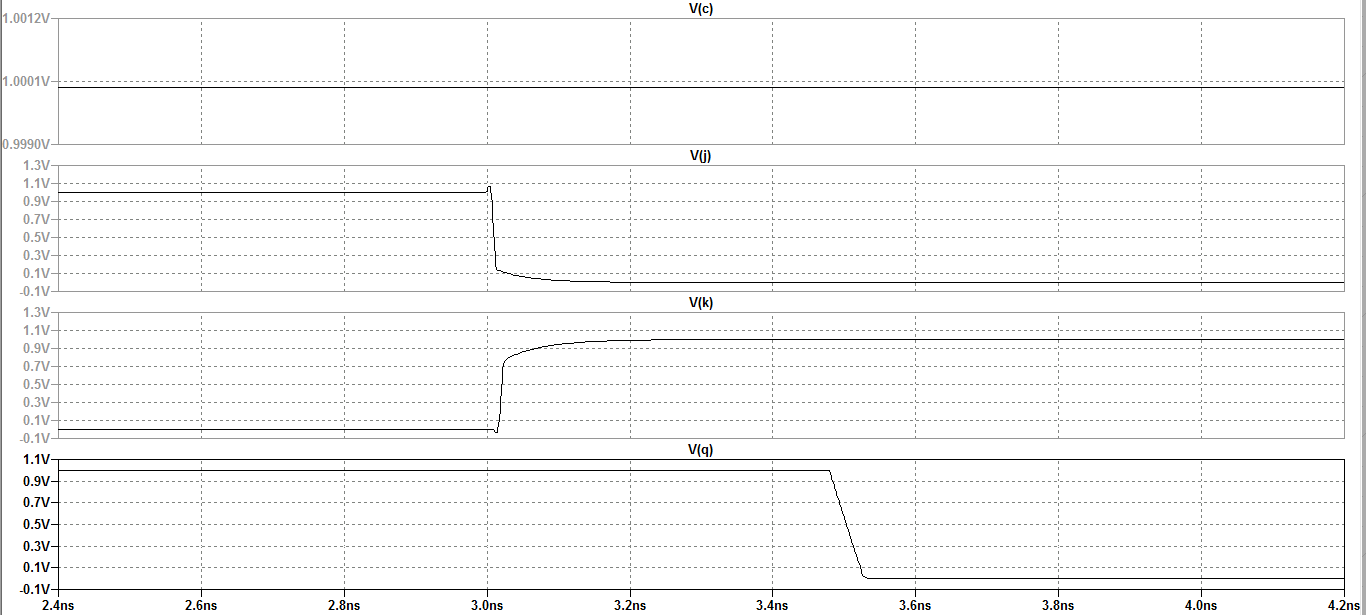 V(c)
1.0012V
1.0001V
0.9990V
V(j)
1.3V
1.1V
0.9V
0.7V
0.5V
0.3V
0.1V
-0.1V
V(k)
1.3V
1.1V
0.9V
0.7V
0.5V
0.3V
0.1V
-0.1V
V(q)
1.1V
0.9V
0.7V
0.5V
0.3V
0.1V
-0.1V
2.4ns 2.6ns 2.8ns 3.0ns 3.2ns 3.4ns 3.6ns 3.8ns 4.0ns 4.2ns